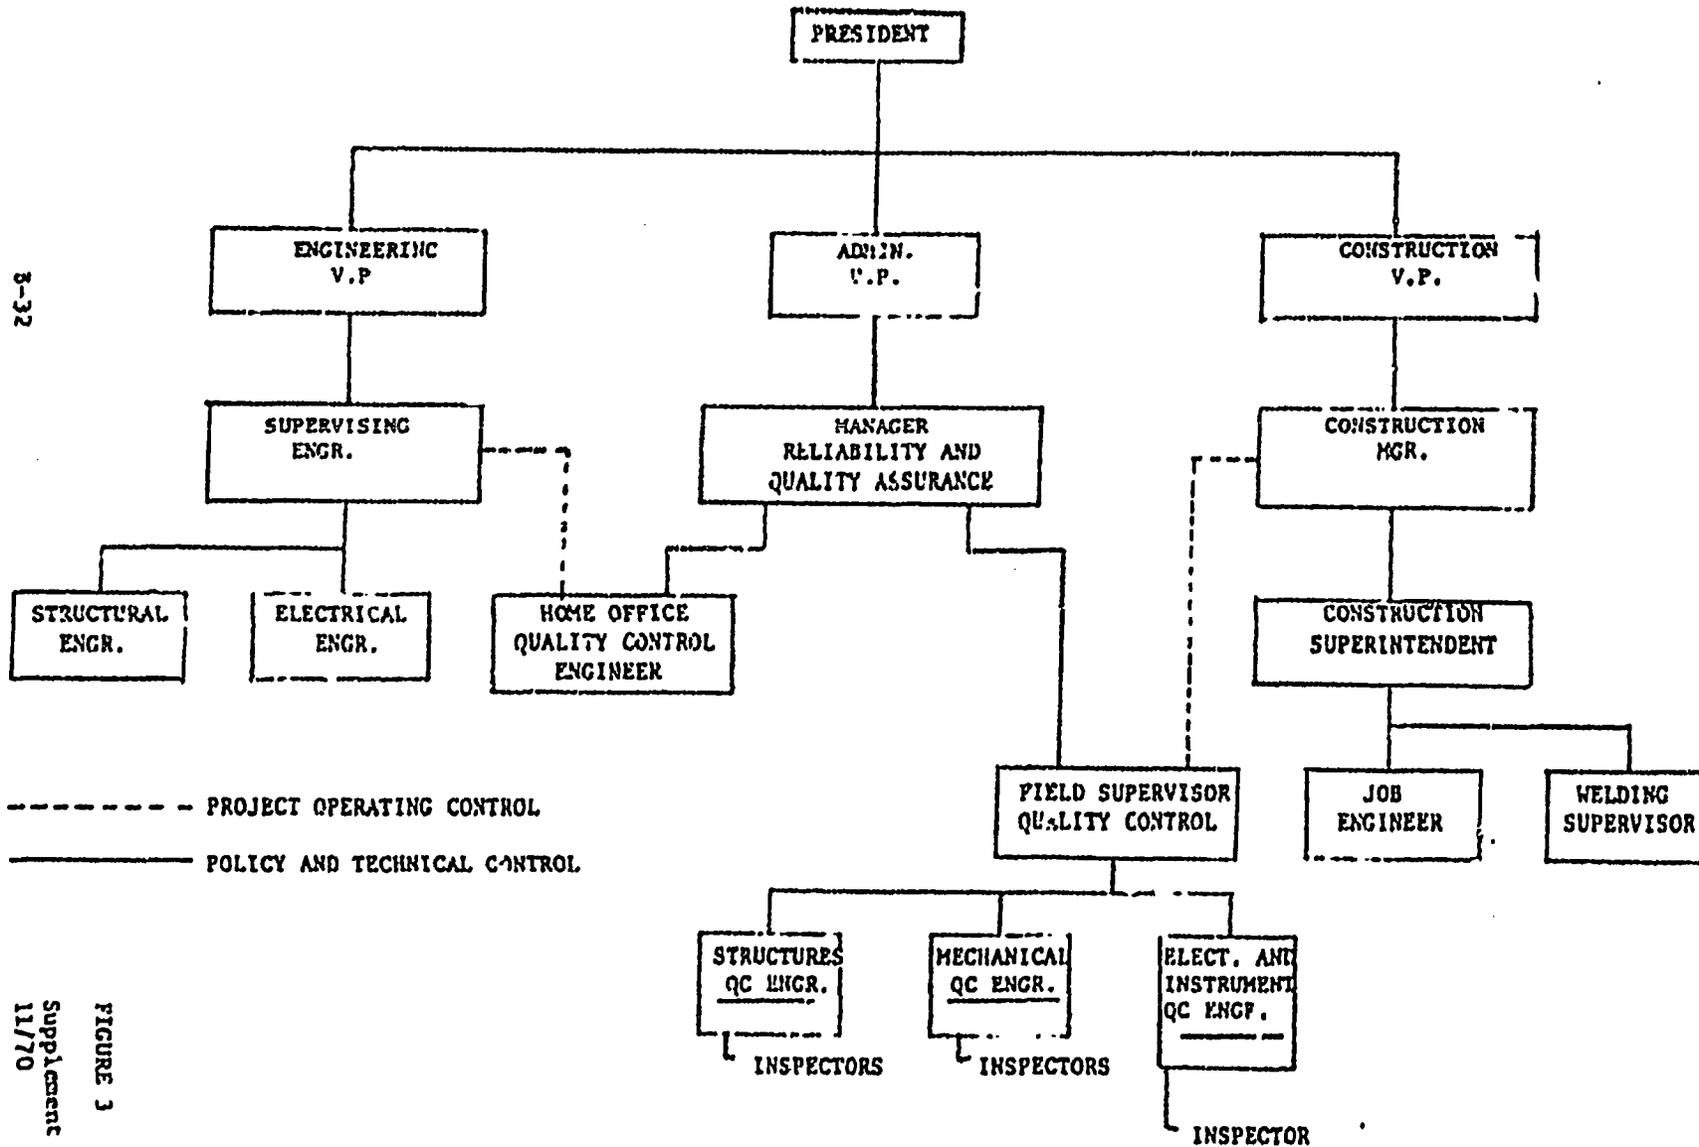 PRESIDENT
ENGINEERING
V.P
ADMIN.
V.P.
CONSTRUCTION
V.P.
SUPERVISING
ENGR.
MANAGER
RELIABILITY AND
QUALITY ASSURANCE
CONSTRUCTION
MGR.
STRUCTURAL
ENGR.
ELECTRICAL
ENGR.
HOME OFFICE
QUALITY CONTROL
ENGINEER
CONSTRUCTION
SUPERINTENDENT
PROJECT OPERATING CONTROL
POLICY AND TECHNICAL CONTROL
FIELD SUPERVISOR
QUALITY CONTROL
JOB
ENGINEER
WELDING
SUPERVISOR
STRUCTURES
QC ENGR.
INSPECTORS
MECHANICAL
QC ENGR.
INSPECTORS
ELECT. AND
INSTRUMENT
QC ENGR.
INSPECTOR
-32
FIGURE 3
Supplement
11/70